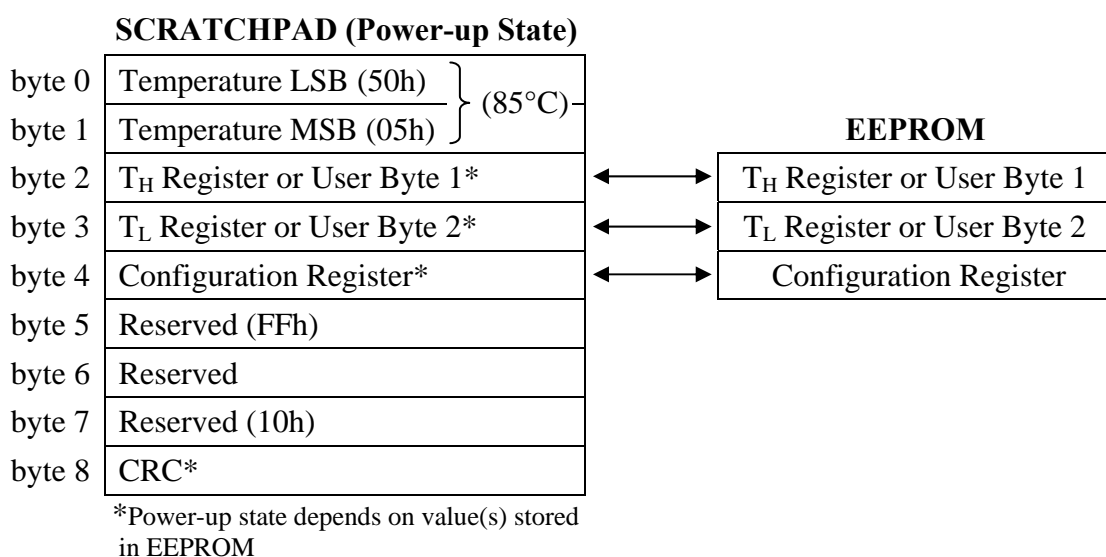 SCRATCHPAD (Power-up State)
byte 0 Temperature LSB (50h)
(85°C)
byte 1 Temperature MSB (05h)
EEPROM
byte 2 TH Register or User Byte 1* TH Register or User Byte 1
byte 3 TL Register or User Byte 2* TL Register or User Byte 2
byte 4 Configuration Register* Configuration Register
byte 5 Reserved (FFh)
byte 6 Reserved
byte 7 Reserved (10h)
byte 8 CRC*
*Power-up state depends on value(s) stored
in EEPROM